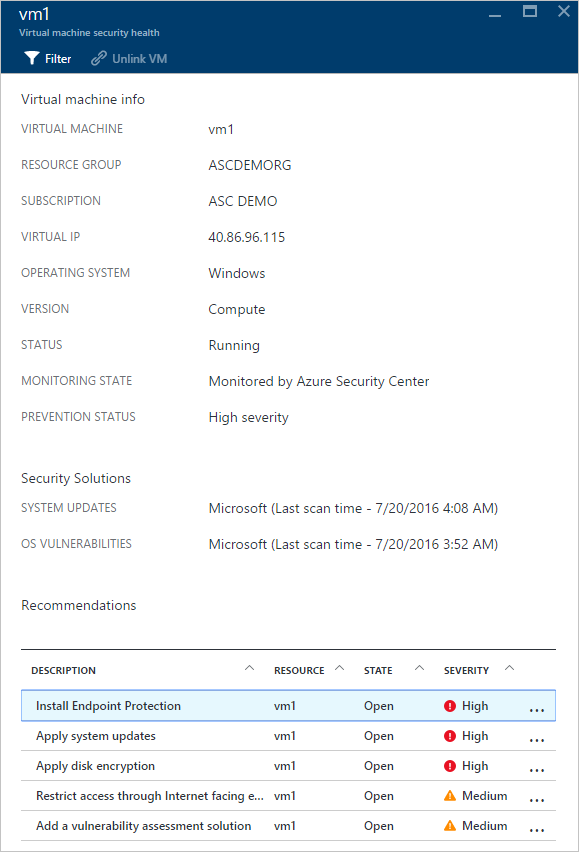 vm1
Virtual machine security health
Filter Unlink VM
Virtual machine info
VIRTUAL MACHINE vm1
RESOURCE GROUP ASCDEMORG
SUBSCRIPTION ASC DEMO
VIRTUAL IP 40.86.96.115
OPERATING SYSTEM Windows
VERSION Compute
STATUS Running
MONITORING STATE Monitored by Azure Security Center
PREVENTION STATUS High severity
Security Solutions
SYSTEM UPDATES Microsoft (Last scan time - 7/20/2016 4:08 AM)
OS VULNERABILITIES Microsoft (Last scan time - 7/20/2016 3:52 AM)
Recommendations
DESCRIPTION RESOURCE STATE SEVERITY
Install Endpoint Protection vm1 Open High ...
Apply system updates vm1 Open High ...
Apply disk encryption vm1 Open High ...
Restrict access through Internet facing e... vm1 Open Medium ...
Add a vulnerability assessment solution vm1 Open Medium ...